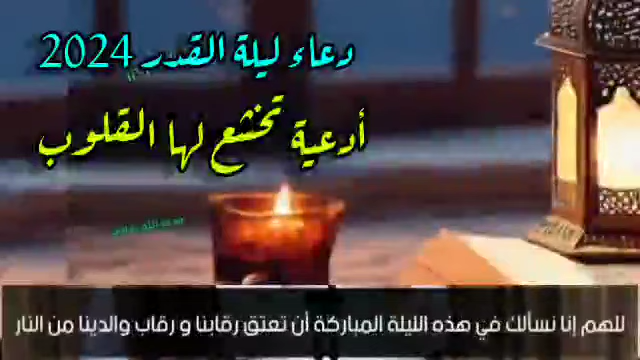 دعاء ليلة القدر 2024
أدعية تخشع لها القلوب
للهم إنا نسألك في هذه الليلة المباركة أن تعتق رقابنا و رقاب والدينا من النار